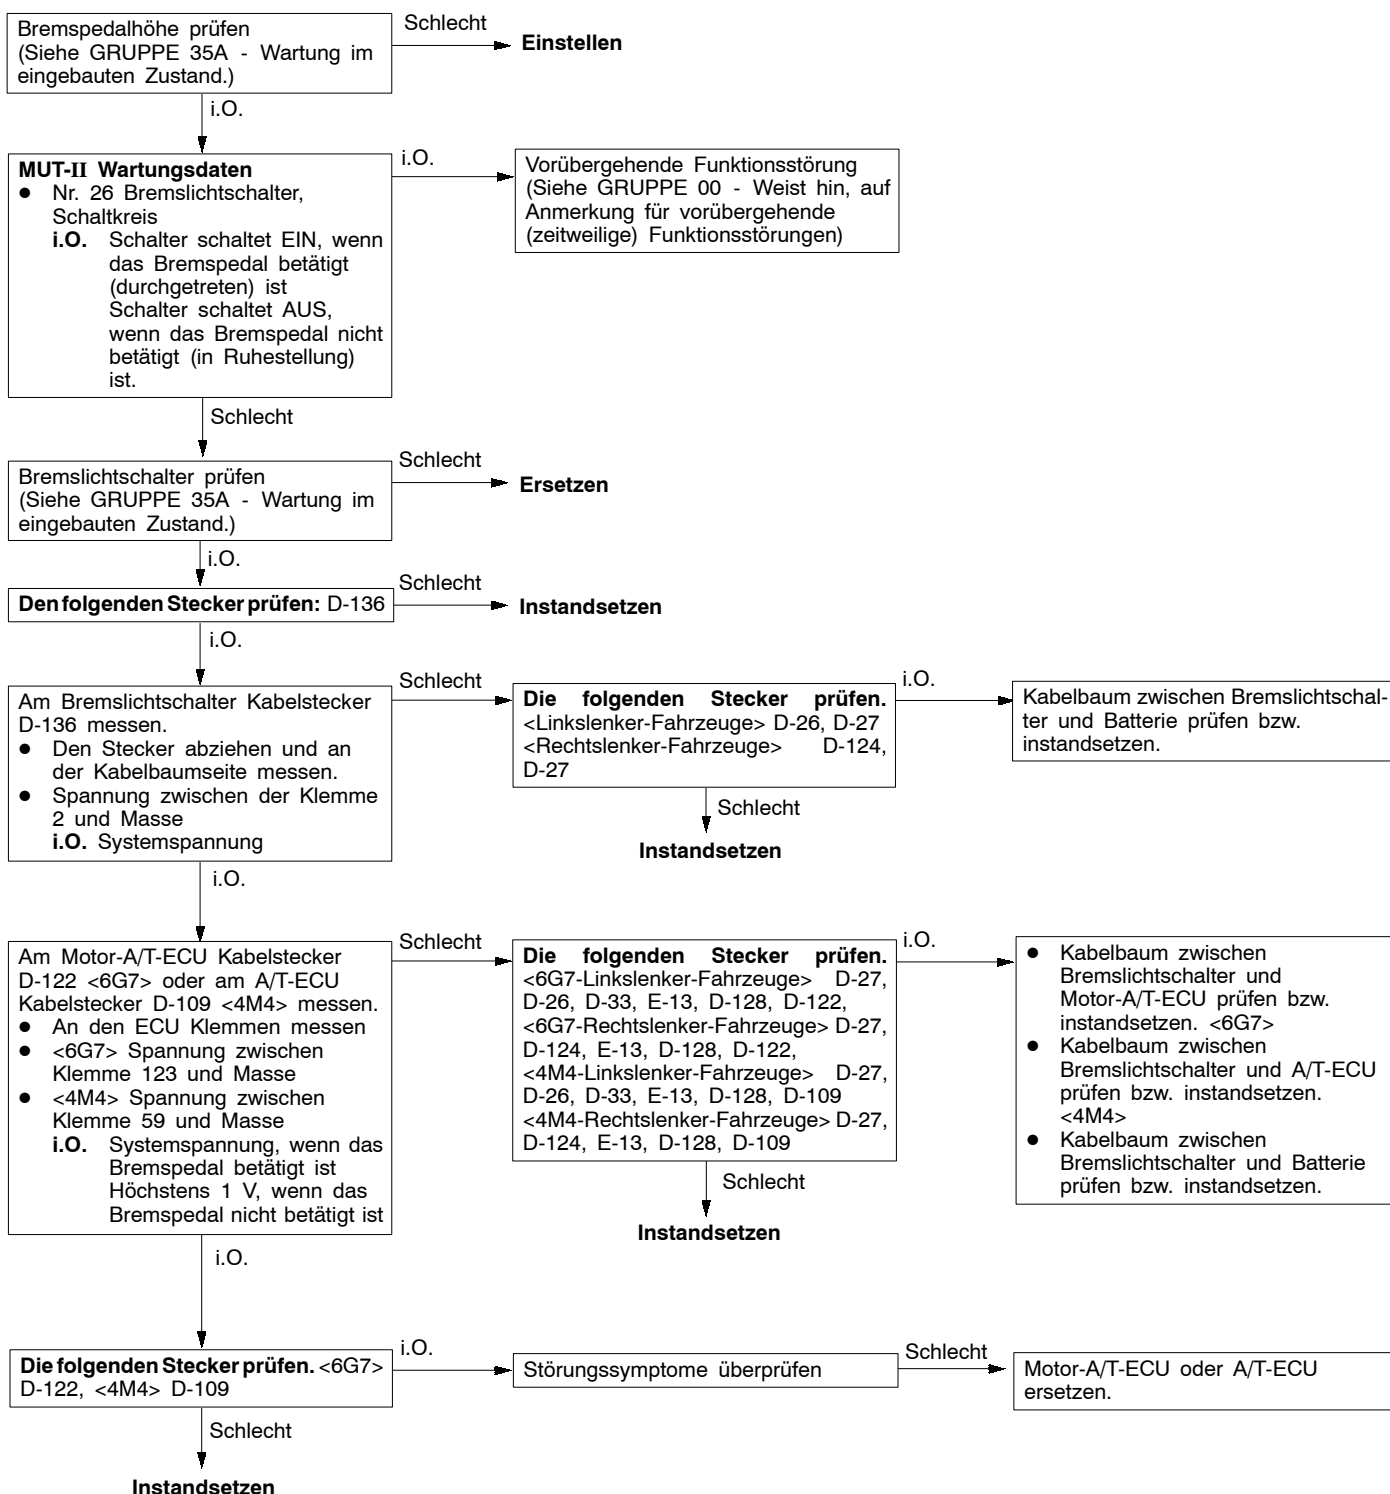 Bremspedalhöhe prüfen
(Siehe GRUPPE 35A - Wartung im
eingebauten Zustand.)
Schlecht
Einstellen
i.O.
MUT-II Wartungsdaten
● Nr. 26 Bremslichtschalter,
Schaltkreis
i.O. Schalter schaltet EIN, wenn
das Bremspedal betätigt
(durchgetreten) ist
Schalter schaltet AUS,
wenn das Bremspedal nicht
betätigt (in Ruhestellung)
ist.
i.O.
Vorübergehende Funktionsstörung
(Siehe GRUPPE 00 - Weist hin, auf
Anmerkung für vorübergehende
(zeitweilige) Funktionsstörungen)
Schlecht
Bremslichtschalter prüfen
(Siehe GRUPPE 35A - Wartung im
eingebauten Zustand.)
Schlecht
Ersetzen
i.O.
Den folgenden Stecker prüfen: D-136
Schlecht
Instandsetzen
i.O.
Am Bremslichtschalter Kabelstecker
D-136 messen.
● Den Stecker abziehen und an
der Kabelbaumseite messen.
● Spannung zwischen der Klemme
2 und Masse
i.O. Systemspannung
Schlecht
Die folgenden Stecker prüfen.
<Linkslenker-Fahrzeuge> D-26, D-27
<Rechtslenker-Fahrzeuge> D-124,
D-27
i.O.
Kabelbaum zwischen Bremslichtschal-
ter und Batterie prüfen bzw.
instandsetzen.
Schlecht
Instandsetzen
i.O.
Am Motor-A/T-ECU Kabelstecker
D-122 <6G7> oder am A/T-ECU
Kabelstecker D-109 <4M4> messen.
● An den ECU Klemmen messen
● <6G7> Spannung zwischen
Klemme 123 und Masse
● <4M4> Spannung zwischen
Klemme 59 und Masse
i.O. Systemspannung, wenn das
Bremspedal betätigt ist
Höchstens 1 V, wenn das
Bremspedal nicht betätigt ist
Schlecht
Die folgenden Stecker prüfen.
<6G7-Linkslenker-Fahrzeuge> D-27,
D-26, D-33, E-13, D-128, D-122,
<6G7-Rechtslenker-Fahrzeuge> D-27,
D-124, E-13, D-128, D-122,
<4M4-Linkslenker-Fahrzeuge> D-27,
D-26, D-33, E-13, D-128, D-109
<4M4-Rechtslenker-Fahrzeuge> D-27,
D-124, E-13, D-128, D-109
i.O.
● Kabelbaum zwischen
Bremslichtschalter und
Motor-A/T-ECU prüfen bzw.
instandsetzen. <6G7>
● Kabelbaum zwischen
Bremslichtschalter und A/T-ECU
prüfen bzw. instandsetzen.
<4M4>
● Kabelbaum zwischen
Bremslichtschalter und Batterie
prüfen bzw. instandsetzen.
Schlecht
Instandsetzen
i.O.
Die folgenden Stecker prüfen. <6G7>
D-122, <4M4> D-109
i.O.
Störungssymptome überprüfen
Schlecht
Motor-A/T-ECU oder A/T-ECU
ersetzen.
Schlecht
Instandsetzen